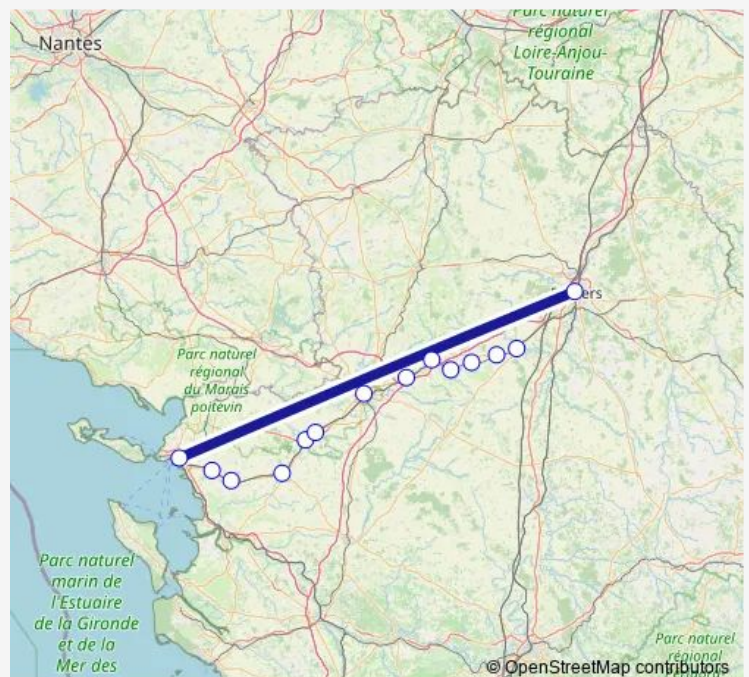 Parc naturel
régional
Loire-Anjou-
Touraine
Nantes
ers
Parc naturel
régional
du Marais
poitevin
Parc naturel
marin de
l'Estuaire
de la Gironde
et de la
Mer des
Parc naturel
régional
© OpenStreetMap contributors